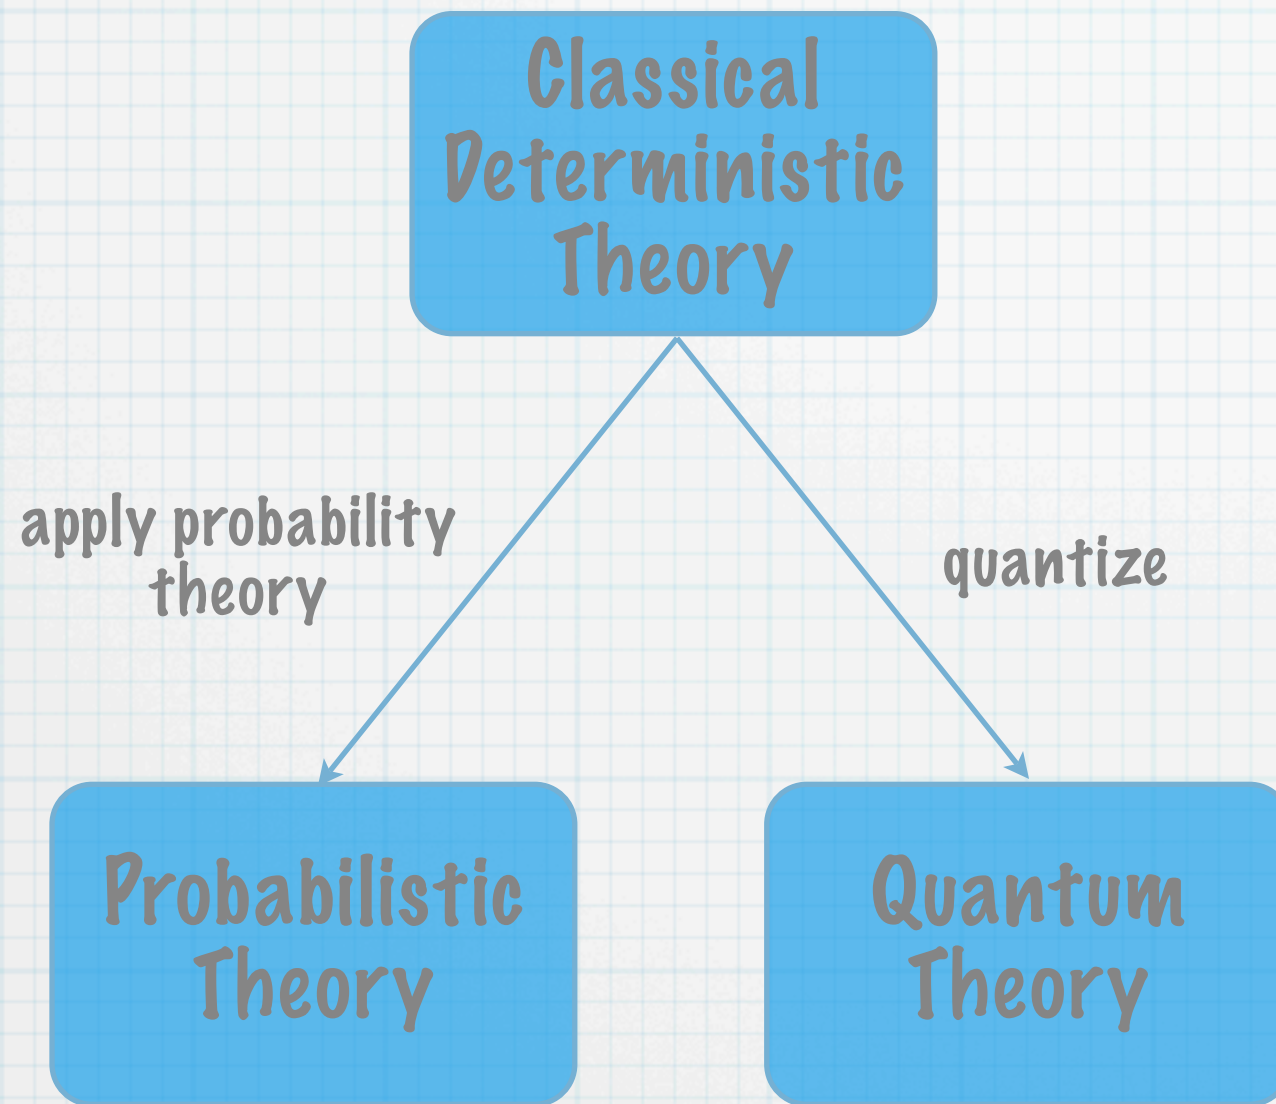 Classical
Deterministic
Theory
apply probability
theory
quantize
Probabilistic
Theory
Quantum
Theory